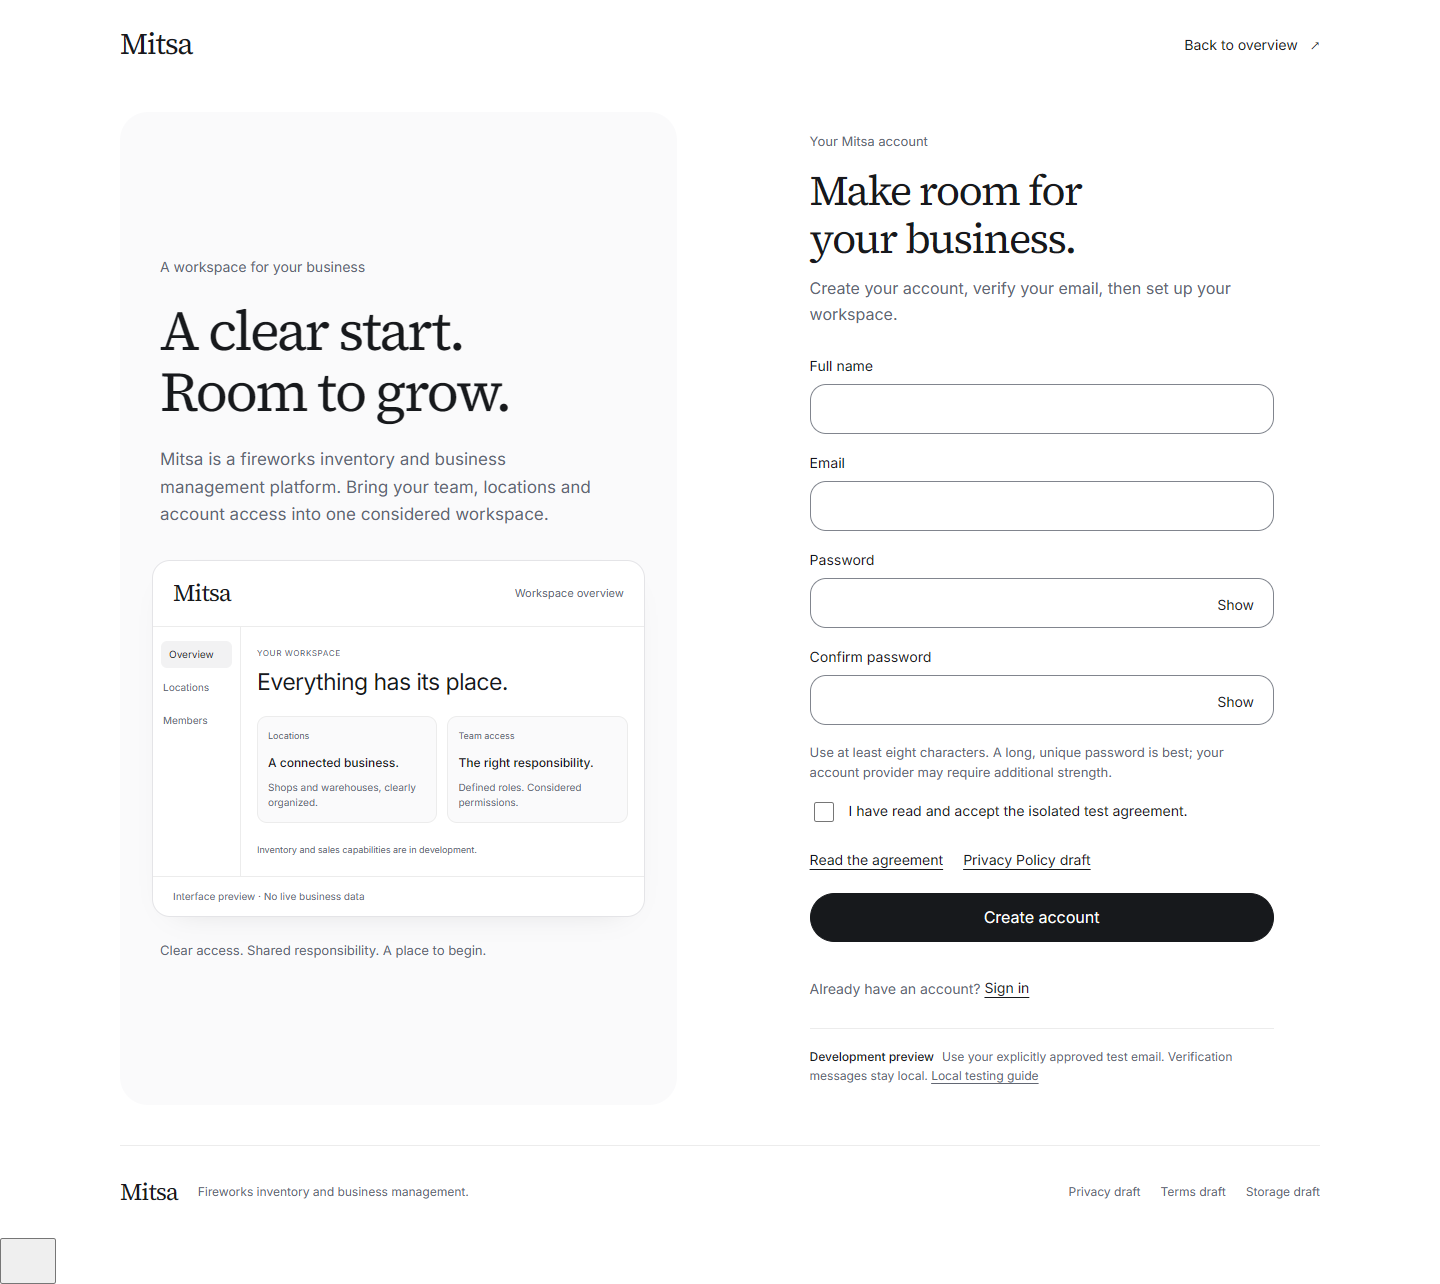 Mitsa
Back to overview ↗
A workspace for your business
A clear start.
Room to grow.
Mitsa is a fireworks inventory and business
management platform. Bring your team, locations and
account access into one considered workspace.
Mitsa
Workspace overview
Overview
Locations
Members
YOUR WORKSPACE
Everything has its place.
Locations
A connected business.
Shops and warehouses, clearly
organized.
Team access
The right responsibility.
Defined roles. Considered
permissions.
Inventory and sales capabilities are in development.
Interface preview · No live business data
Clear access. Shared responsibility. A place to begin.
Your Mitsa account
Make room for
your business.
Create your account, verify your email, then set up your
workspace.
Full name
Email
Password
Show
Confirm password
Show
Use at least eight characters. A long, unique password is best; your
account provider may require additional strength.
I have read and accept the isolated test agreement.
Read the agreement Privacy Policy draft
Create account
Already have an account? Sign in
Development preview Use your explicitly approved test email. Verification
messages stay local. Local testing guide
Mitsa Fireworks inventory and business management.
Privacy draft Terms draft Storage draft